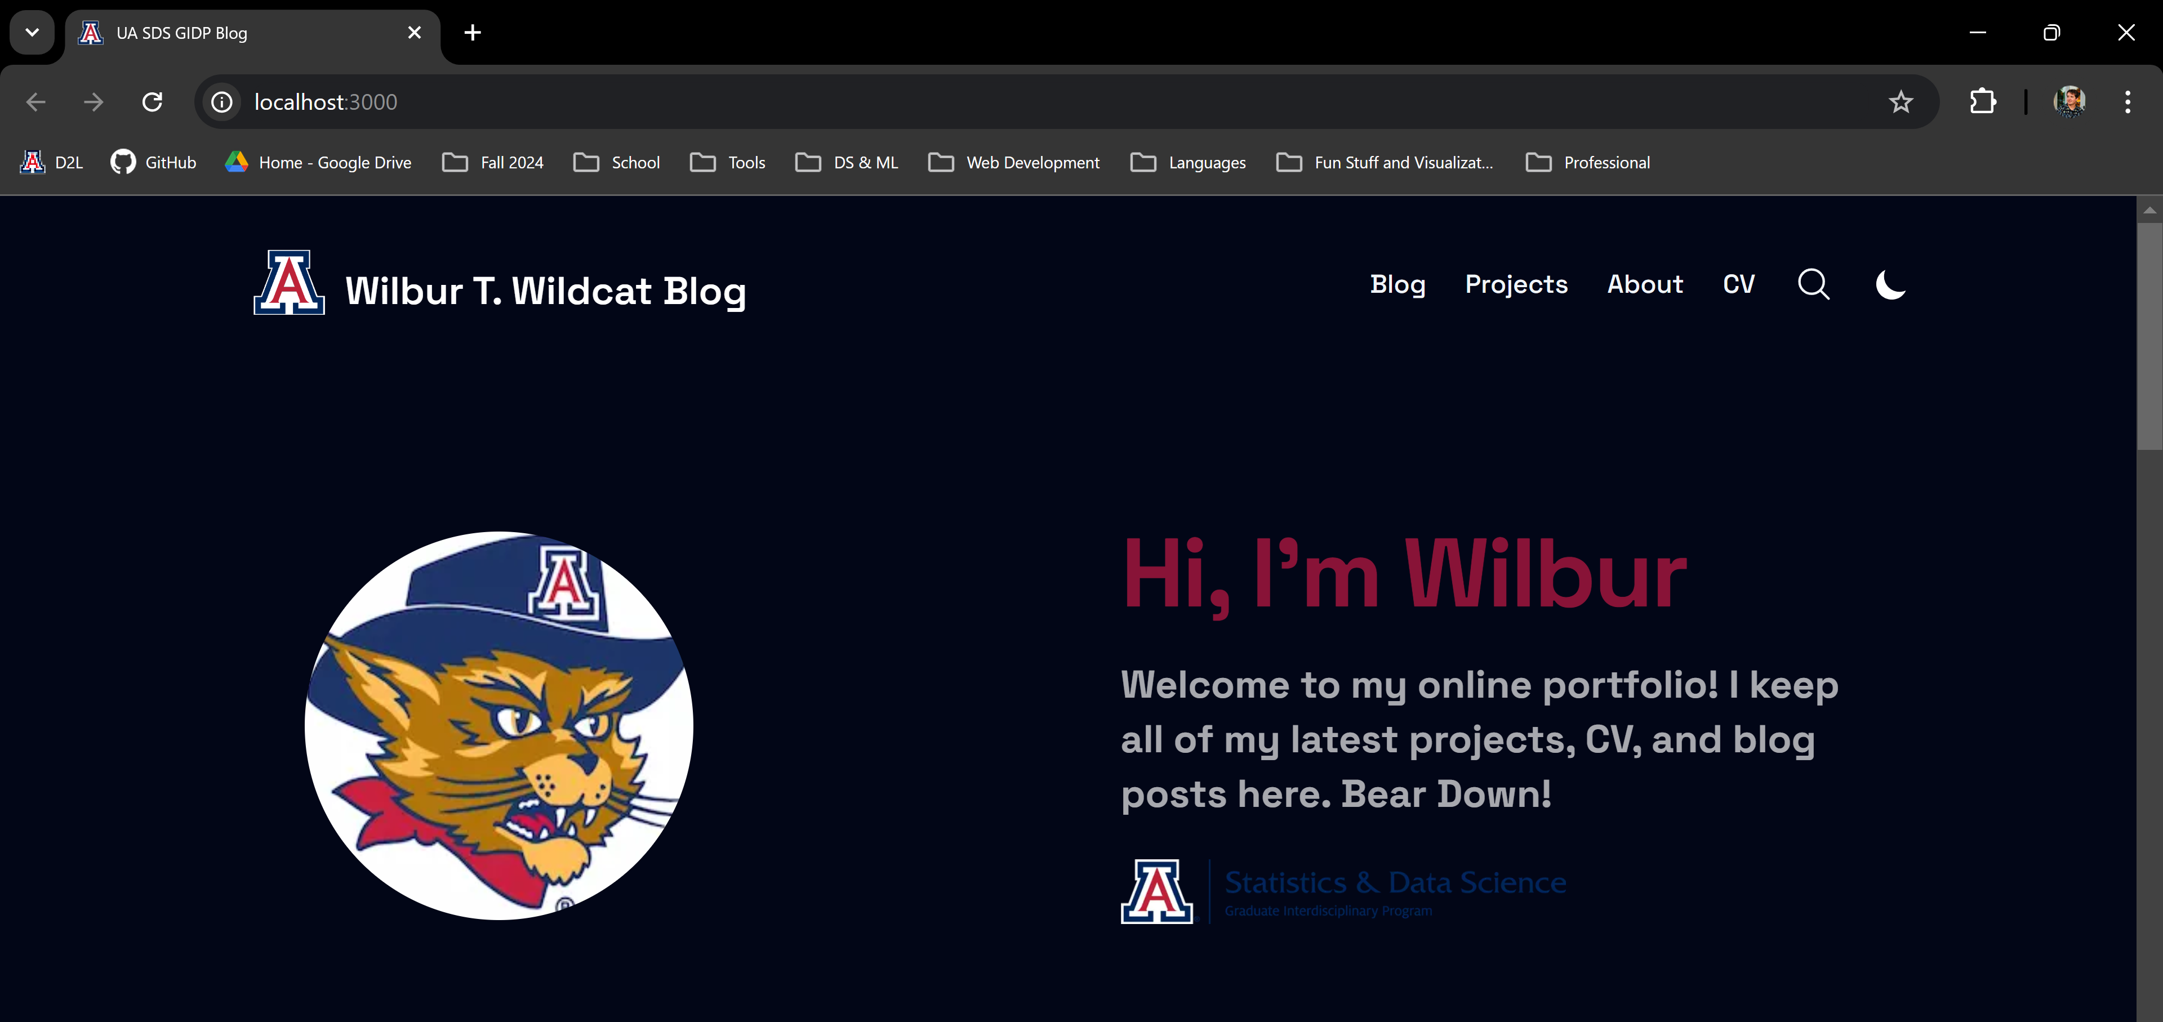 UA SDS GIDP Blog
localhost:3000
D2L GitHub Home - Google Drive Fall 2024 School Tools DS & ML Web Development Languages Fun Stuff and Visualizat... Professional
A Wilbur T. Wildcat Blog
Blog Projects About CV
A
Hi, I'm Wilbur
Welcome to my online portfolio! I keep
all of my latest projects, CV, and blog
posts here. Bear Down!
®
A Statistics & Data Science
Graduate Interdisciplinary Program